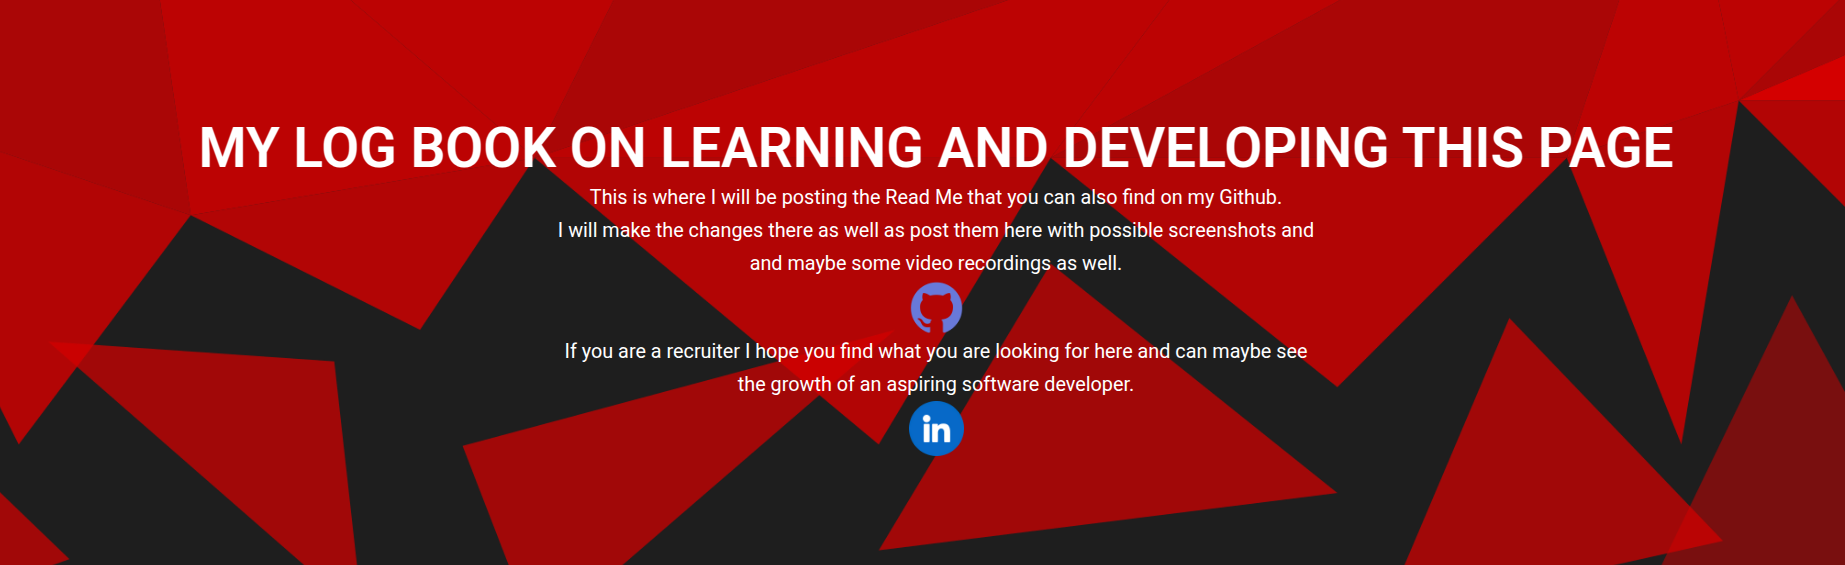 MY LOG BOOK ON LEARNING AND DEVELOPING THIS PAGE
This is where I will be posting the Read Me that you can also find on my Github.
I will make the changes there as well as post them here with possible screenshots and
and maybe some video recordings as well.
If you are a recruiter I hope you find what you are looking for here and can maybe see
the growth of an aspiring software developer.
in